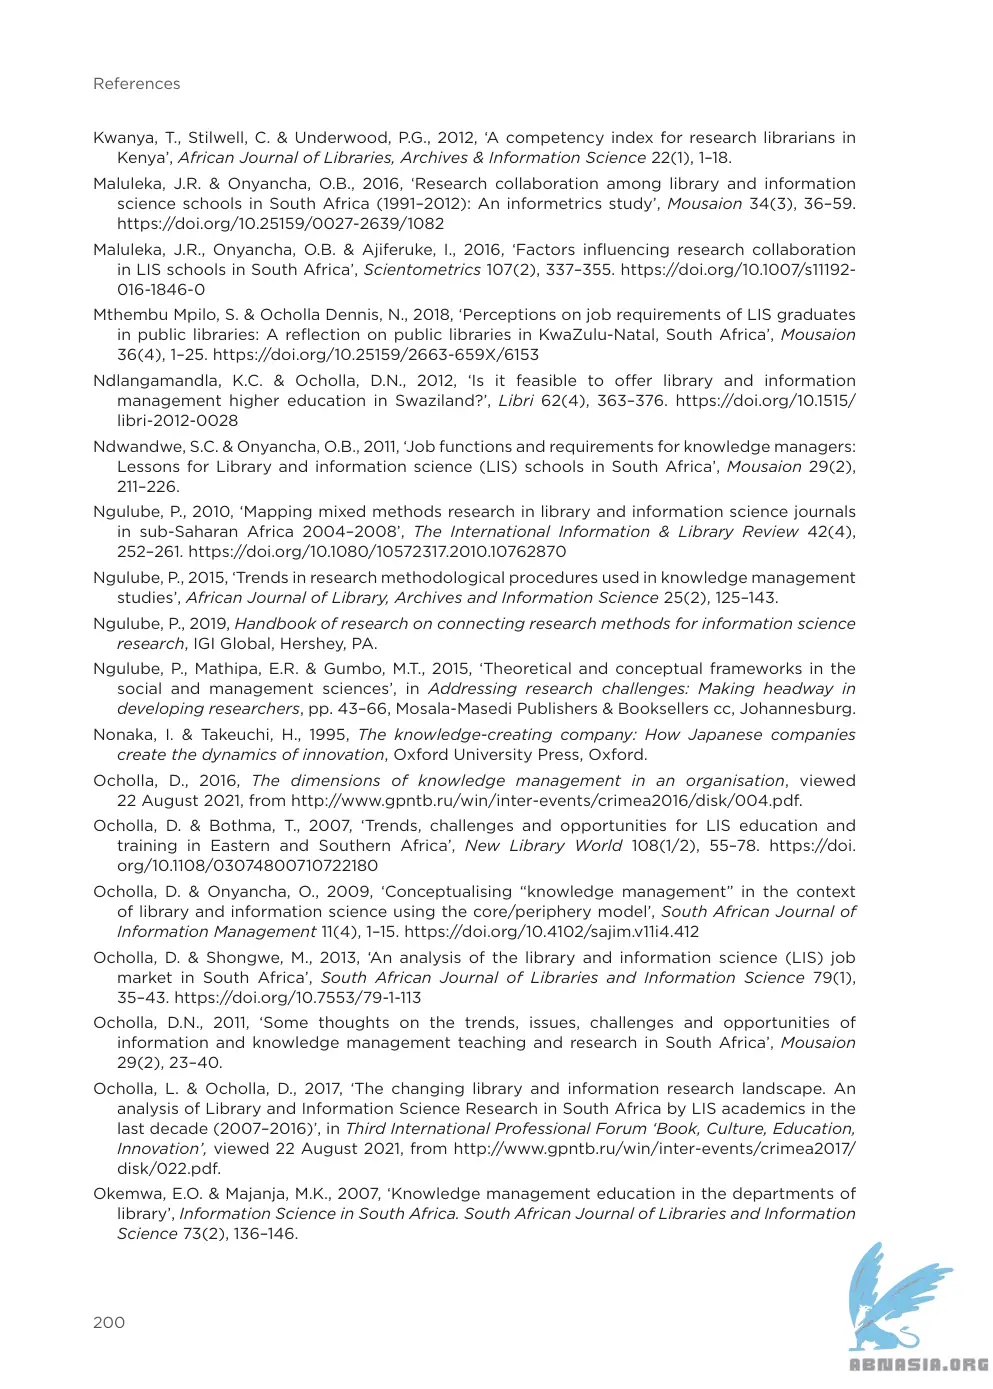 References
Kwanya, T., Stilwell, C. & Underwood, P.G., 2012, ‘A competency index for research librarians in
Kenya’, African Journal of Libraries, Archives & Information Science 22(1), 1–18.
Maluleka, J.R. & Onyancha, O.B., 2016, ‘Research collaboration among library and information
science schools in South Africa (1991–2012): An informetrics study’, Mousaion 34(3), 36–59.
https://doi.org/10.25159/0027-2639/1082
Maluleka, J.R., Onyancha, O.B. & Ajiferuke, I., 2016, ‘Factors influencing research collaboration
in LIS schools in South Africa’, Scientometrics 107(2), 337–355. https://doi.org/10.1007/s11192-
016-1846-0
Mthembu Mpilo, S. & Ocholla Dennis, N., 2018, ‘Perceptions on job requirements of LIS graduates
in public libraries: A reflection on public libraries in KwaZulu-Natal, South Africa’, Mousaion
36(4), 1–25. https://doi.org/10.25159/2663-659X/6153
Ndlangamandla, K.C. & Ocholla, D.N., 2012, ‘Is it feasible to offer library and information
management higher education in Swaziland?’, Libri 62(4), 363–376. https://doi.org/10.1515/
libri-2012-0028
Ndwandwe, S.C. & Onyancha, O.B., 2011, ‘Job functions and requirements for knowledge managers:
Lessons for Library and information science (LIS) schools in South Africa’, Mousaion 29(2),
211–226.
Ngulube, P., 2010, ‘Mapping mixed methods research in library and information science journals
in sub-Saharan Africa 2004–2008’, The International Information & Library Review 42(4),
252–261. https://doi.org/10.1080/10572317.2010.10762870
Ngulube, P., 2015, ‘Trends in research methodological procedures used in knowledge management
studies’, African Journal of Library, Archives and Information Science 25(2), 125–143.
Ngulube, P., 2019, Handbook of research on connecting research methods for information science
research, IGI Global, Hershey, PA.
Ngulube, P., Mathipa, E.R. & Gumbo, M.T., 2015, ‘Theoretical and conceptual frameworks in the
social and management sciences’, in Addressing research challenges: Making headway in
developing researchers, pp. 43–66, Mosala-Masedi Publishers & Booksellers cc, Johannesburg.
Nonaka, I. & Takeuchi, H., 1995, The knowledge-creating company: How Japanese companies
create the dynamics of innovation, Oxford University Press, Oxford.
Ocholla, D., 2016, The dimensions of knowledge management in an organisation, viewed
22 August 2021, from http://www.gpntb.ru/win/inter-events/crimea2016/disk/004.pdf.
Ocholla, D. & Bothma, T., 2007, ‘Trends, challenges and opportunities for LIS education and
training in Eastern and Southern Africa’, New Library World 108(1/2), 55–78. https://doi.
org/10.1108/03074800710722180
Ocholla, D. & Onyancha, O., 2009, ‘Conceptualising “knowledge management” in the context
of library and information science using the core/periphery model’, South African Journal of
Information Management 11(4), 1–15. https://doi.org/10.4102/sajim.v11i4.412
Ocholla, D. & Shongwe, M., 2013, ‘An analysis of the library and information science (LIS) job
market in South Africa’, South African Journal of Libraries and Information Science 79(1),
35–43. https://doi.org/10.7553/79-1-113
Ocholla, D.N., 2011, ‘Some thoughts on the trends, issues, challenges and opportunities of
information and knowledge management teaching and research in South Africa’, Mousaion
29(2), 23–40.
Ocholla, L. & Ocholla, D., 2017, ‘The changing library and information research landscape. An
analysis of Library and Information Science Research in South Africa by LIS academics in the
last decade (2007–2016)’, in Third International Professional Forum ‘Book, Culture, Education,
Innovation’, viewed 22 August 2021, from http://www.gpntb.ru/win/inter-events/crimea2017/
disk/022.pdf.
Okemwa, E.O. & Majanja, M.K., 2007, ‘Knowledge management education in the departments of
library’, Information Science in South Africa. South African Journal of Libraries and Information
Science 73(2), 136–146.
200
ABNASIA.ORG